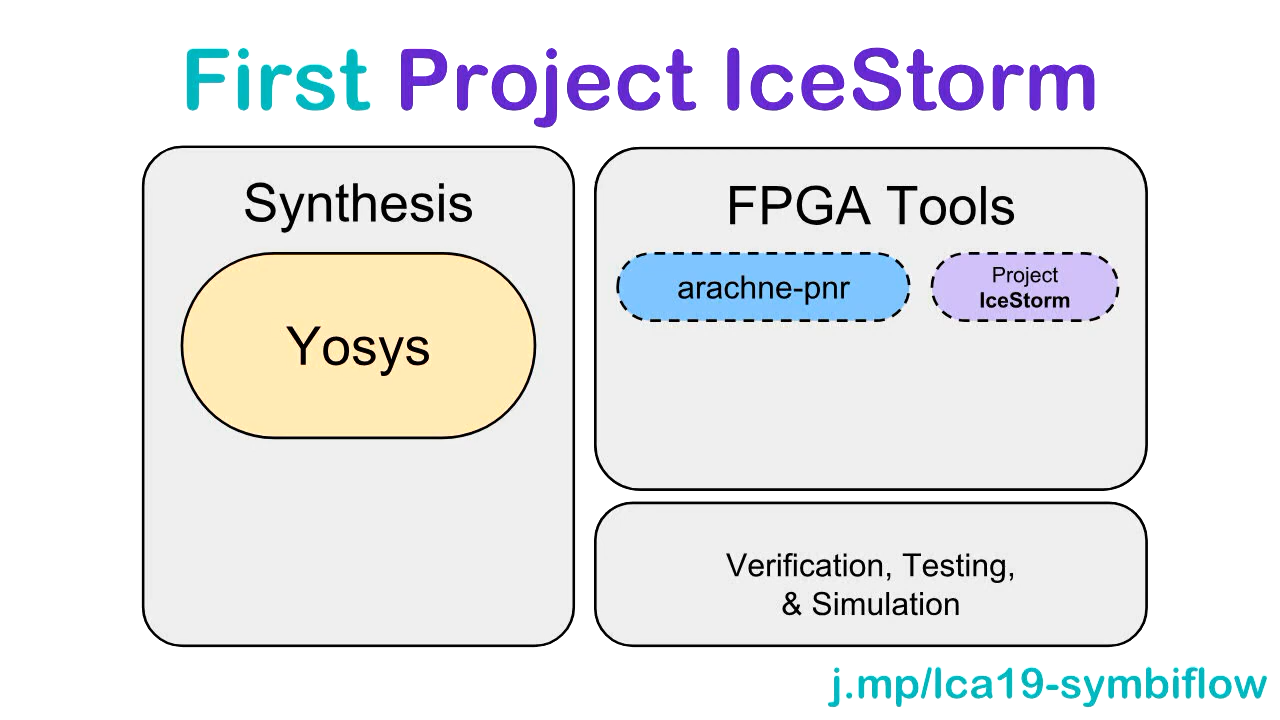 First Project IceStorm
Synthesis
Yosys
FPGA Tools
arachne-pnr
Project
IceStorm
Verification, Testing,
& Simulation
j.mp/lca19-symbiflow